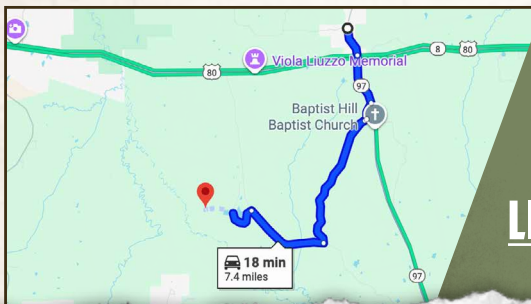 80
Viola Liuzzo Memorial
8
80
97
Baptist Hill
Baptist Church
18 min
7.4 miles
97